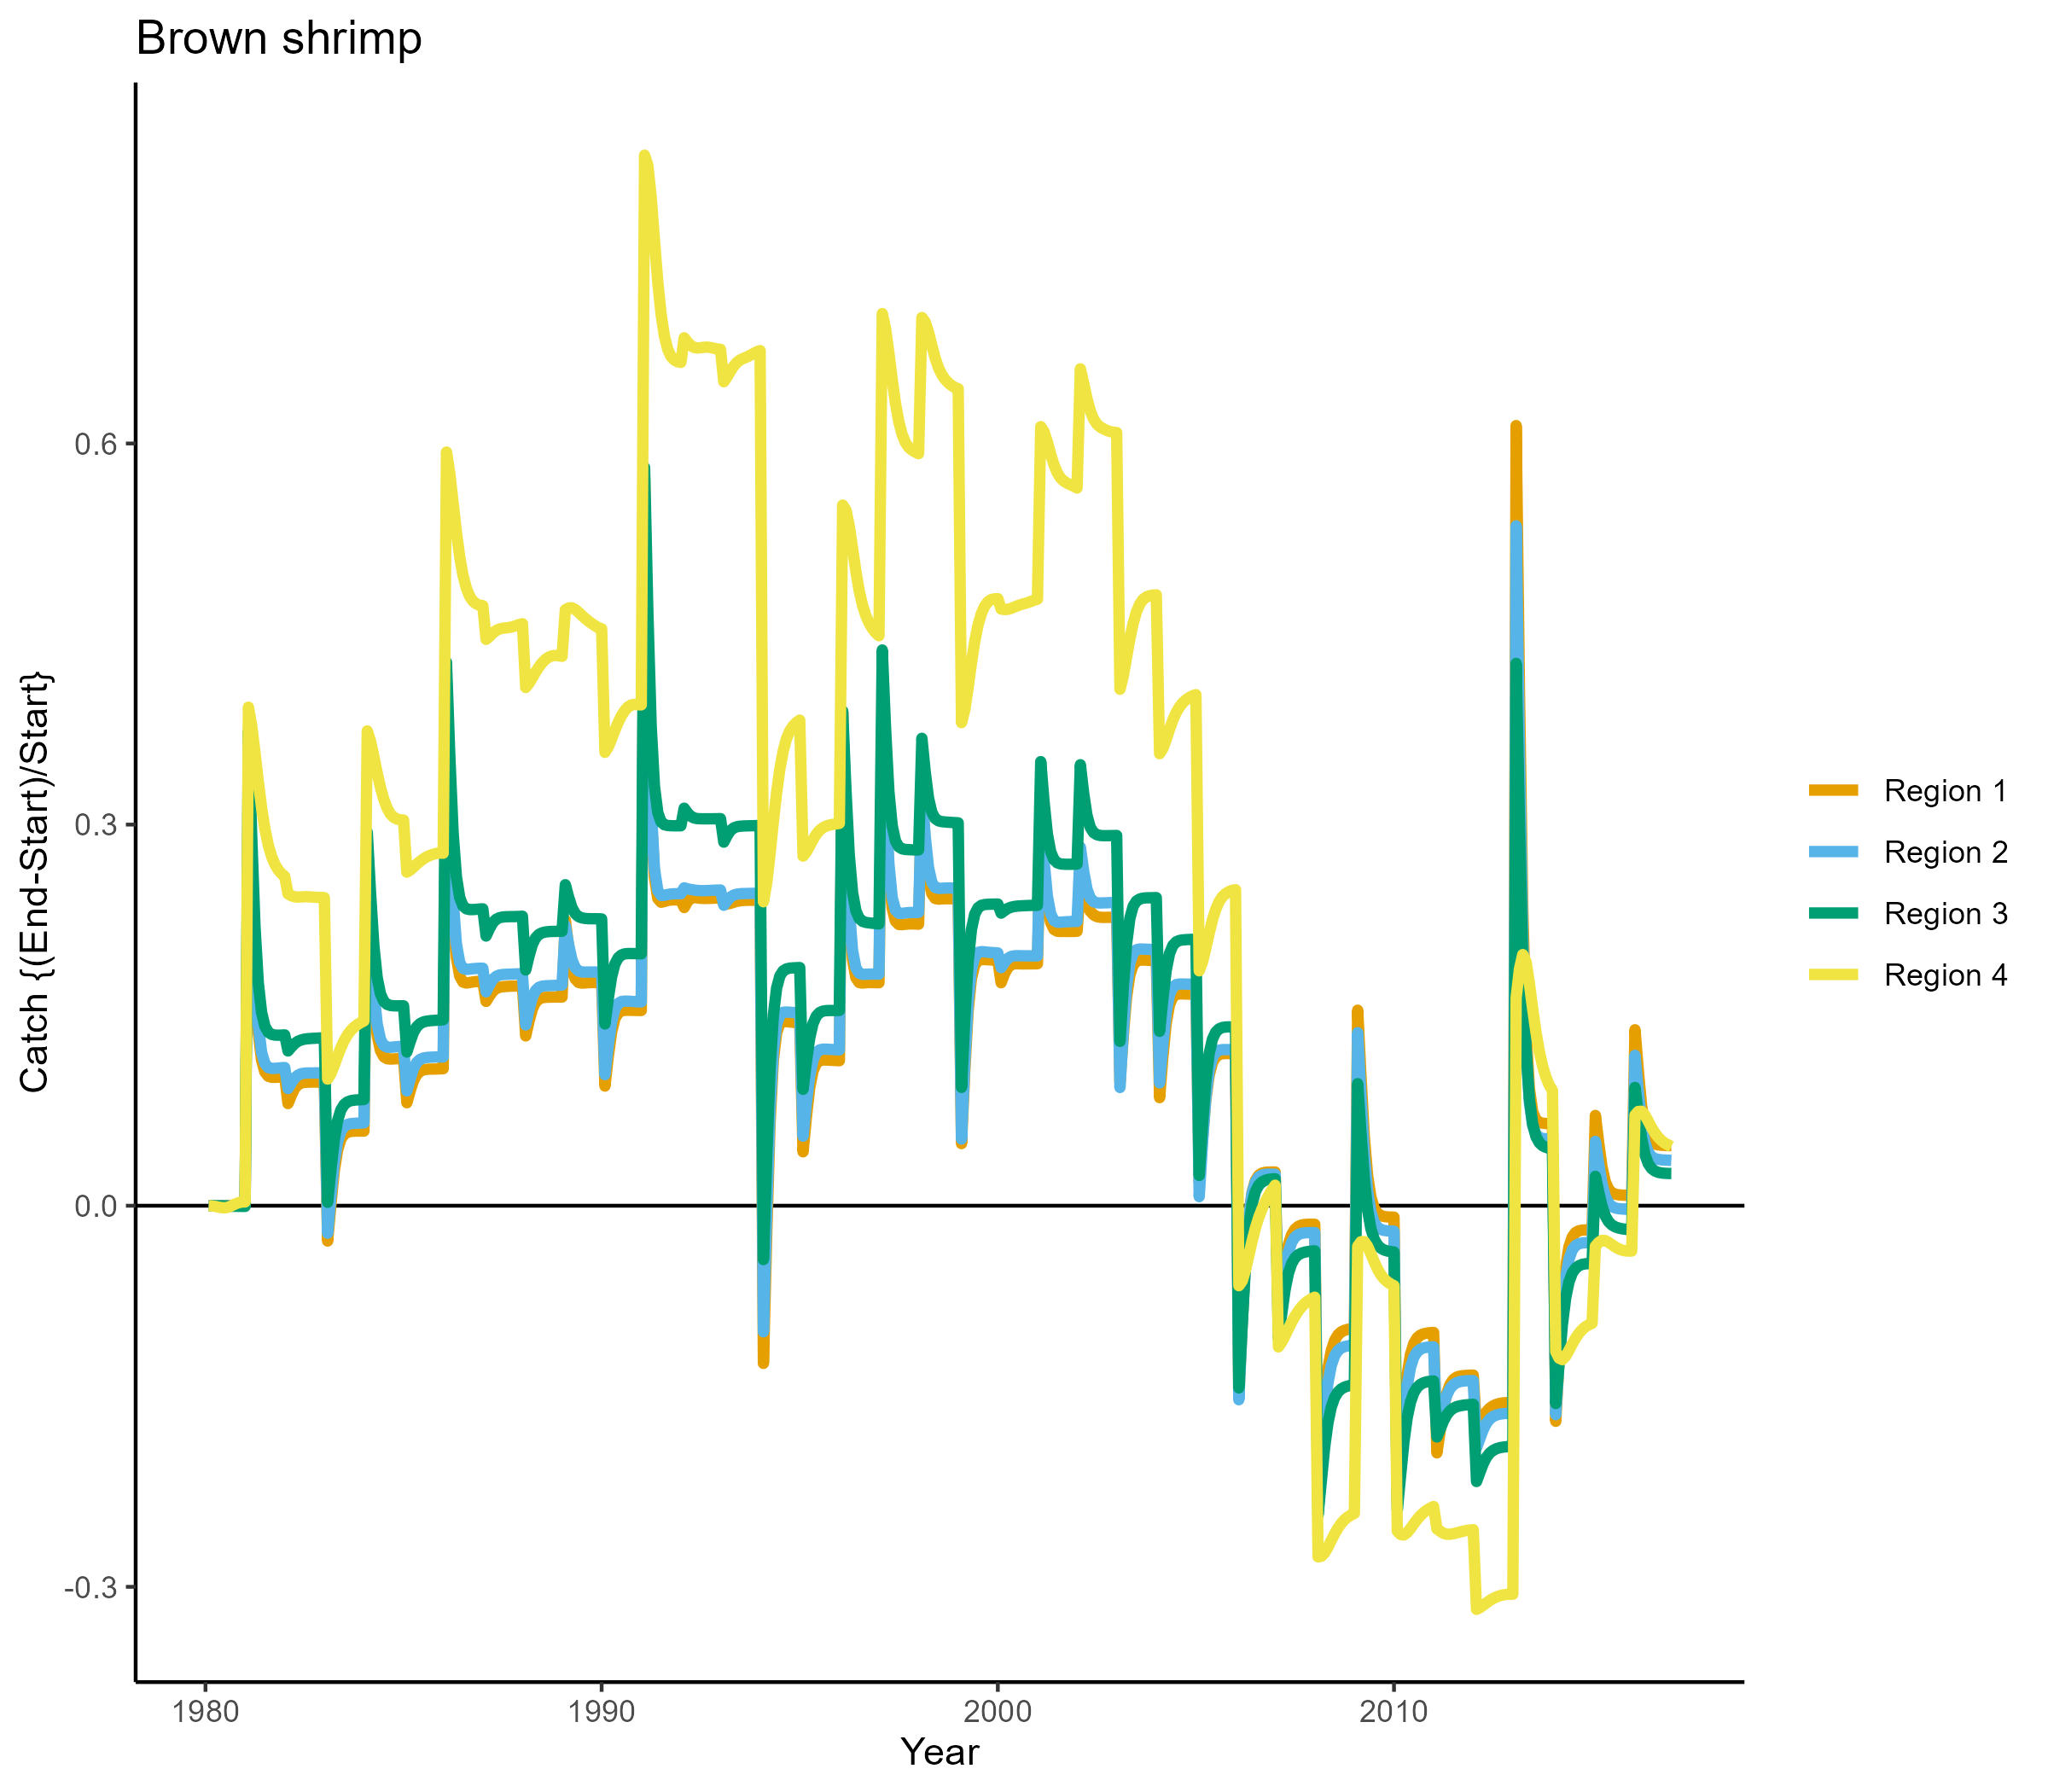 Brown shrimp
Catch {(End-Start)/Start}
0.6
0.3
0.0
-0.3
1980
1990
2000
2010
Year
Region 1
Region 2
Region 3
Region 4